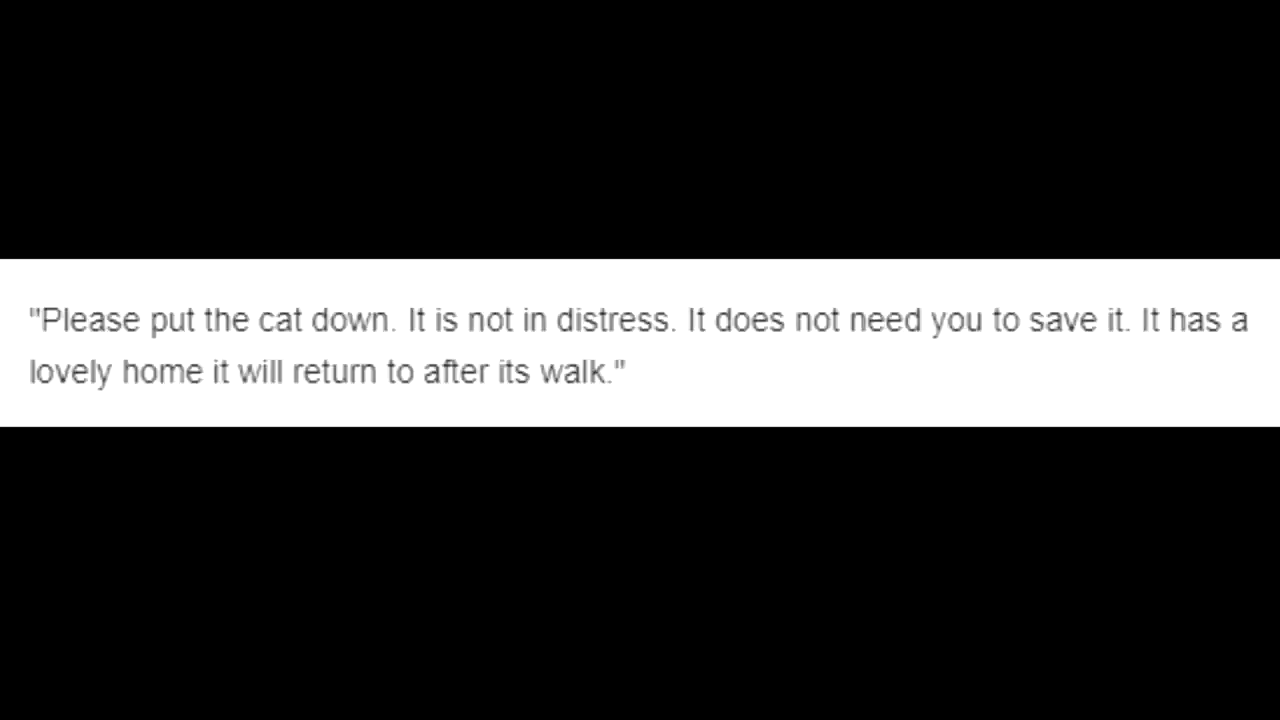 "Please put the cat down. It is not in distress. It does not need you to save it. It has a
lovely home it will return to after its walk."